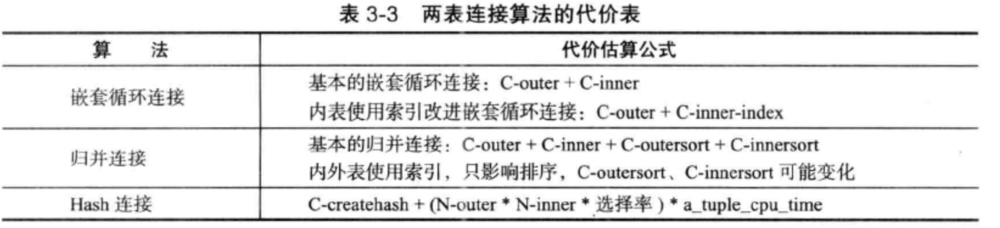 表 3-3 两表连接算法的代价表
算 法 代价估算公式
嵌套循环连接 基本的嵌套循环连接：C-outer + C-inner
内表使用索引改进嵌套循环连接：C-outer + C-inner-index
归并连接 基本的归并连接：C-outer + C-inner + C-outersort + C-innersort
内外表使用索引，只影响排序，C-outersort、C-innersort 可能变化
Hash 连接 C-createhash + (N-outer * N-inner * 选择率 ) * a_tuple_cpu_time